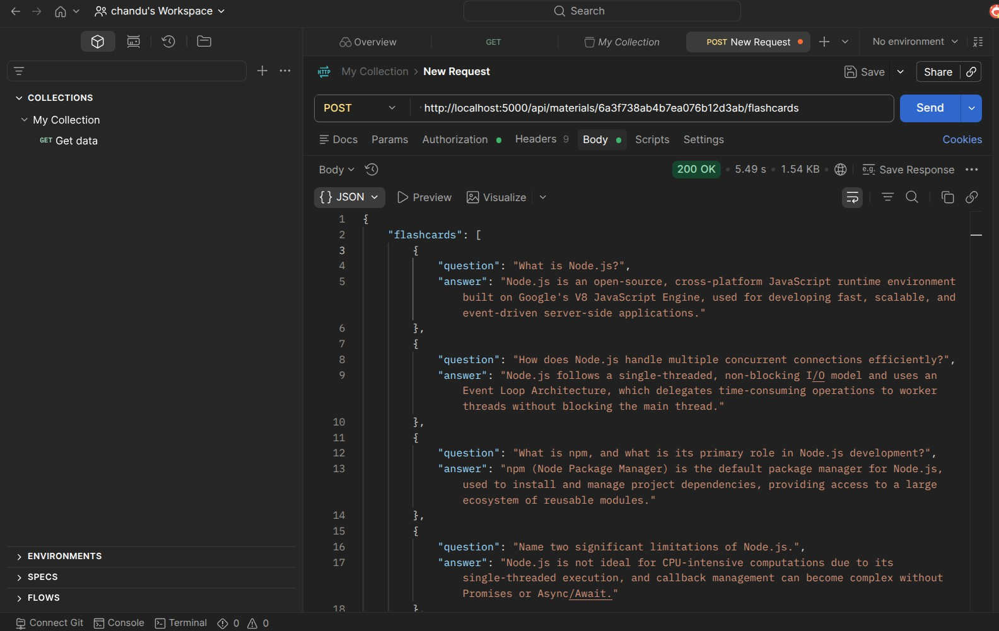 chandu's Workspace
Search
Overview
GET
My Collection
POST New Request
No environment
My Collection > New Request
Save
Share
COLLECTIONS
My Collection
GET Get data
POST
http://localhost:5000/api/materials/6a3f738ab4b7ea076b12d3ab/flashcards
Send
Docs
Params
Authorization
Headers 9
Body
Scripts
Settings
Cookies
Body
200 OK
5.49 s
1.54 KB
e.g. Save Response
{} JSON
Preview
Visualize
1 {
2 "flashcards": [
3 {
4 "question": "What is Node.js?",
5 "answer": "Node.js is an open-source, cross-platform JavaScript runtime environment
built on Google's V8 JavaScript Engine, used for developing fast, scalable, and
event-driven server-side applications."
6 },
7 {
8 "question": "How does Node.js handle multiple concurrent connections efficiently?",
9 "answer": "Node.js follows a single-threaded, non-blocking I/O model and uses an
Event Loop Architecture, which delegates time-consuming operations to worker
threads without blocking the main thread."
10 },
11 {
12 "question": "What is npm, and what is its primary role in Node.js development?",
13 "answer": "npm (Node Package Manager) is the default package manager for Node.js,
used to install and manage project dependencies, providing access to a large
ecosystem of reusable modules."
14 },
15 {
16 "question": "Name two significant limitations of Node.js.",
17 "answer": "Node.js is not ideal for CPU-intensive computations due to its
single-threaded execution, and callback management can become complex without
Promises or Async/Await."
18 },
ENVIRONMENTS
SPECS
FLOWS
Connect Git
Console
Terminal
0
0
HTTP